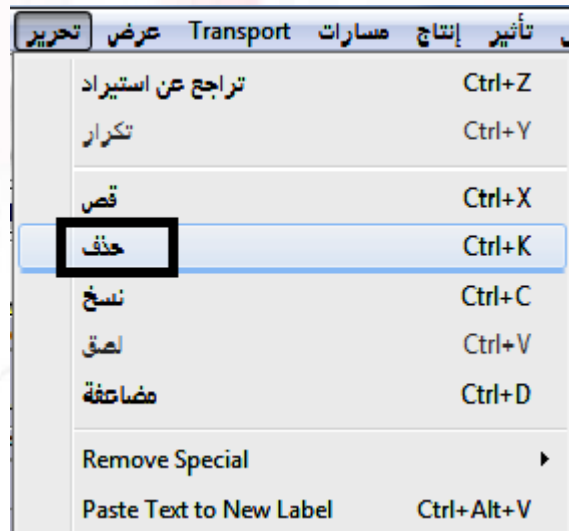 تحرير عرض Transport مسارات إنتاج تأثير
تراجع عن استيراد Ctrl+Z
تكرار Ctrl+Y
قص Ctrl+X
حذف Ctrl+K
نسخ Ctrl+C
لصق Ctrl+V
مضاعفة Ctrl+D
Remove Special
Paste Text to New Label Ctrl+Alt+V